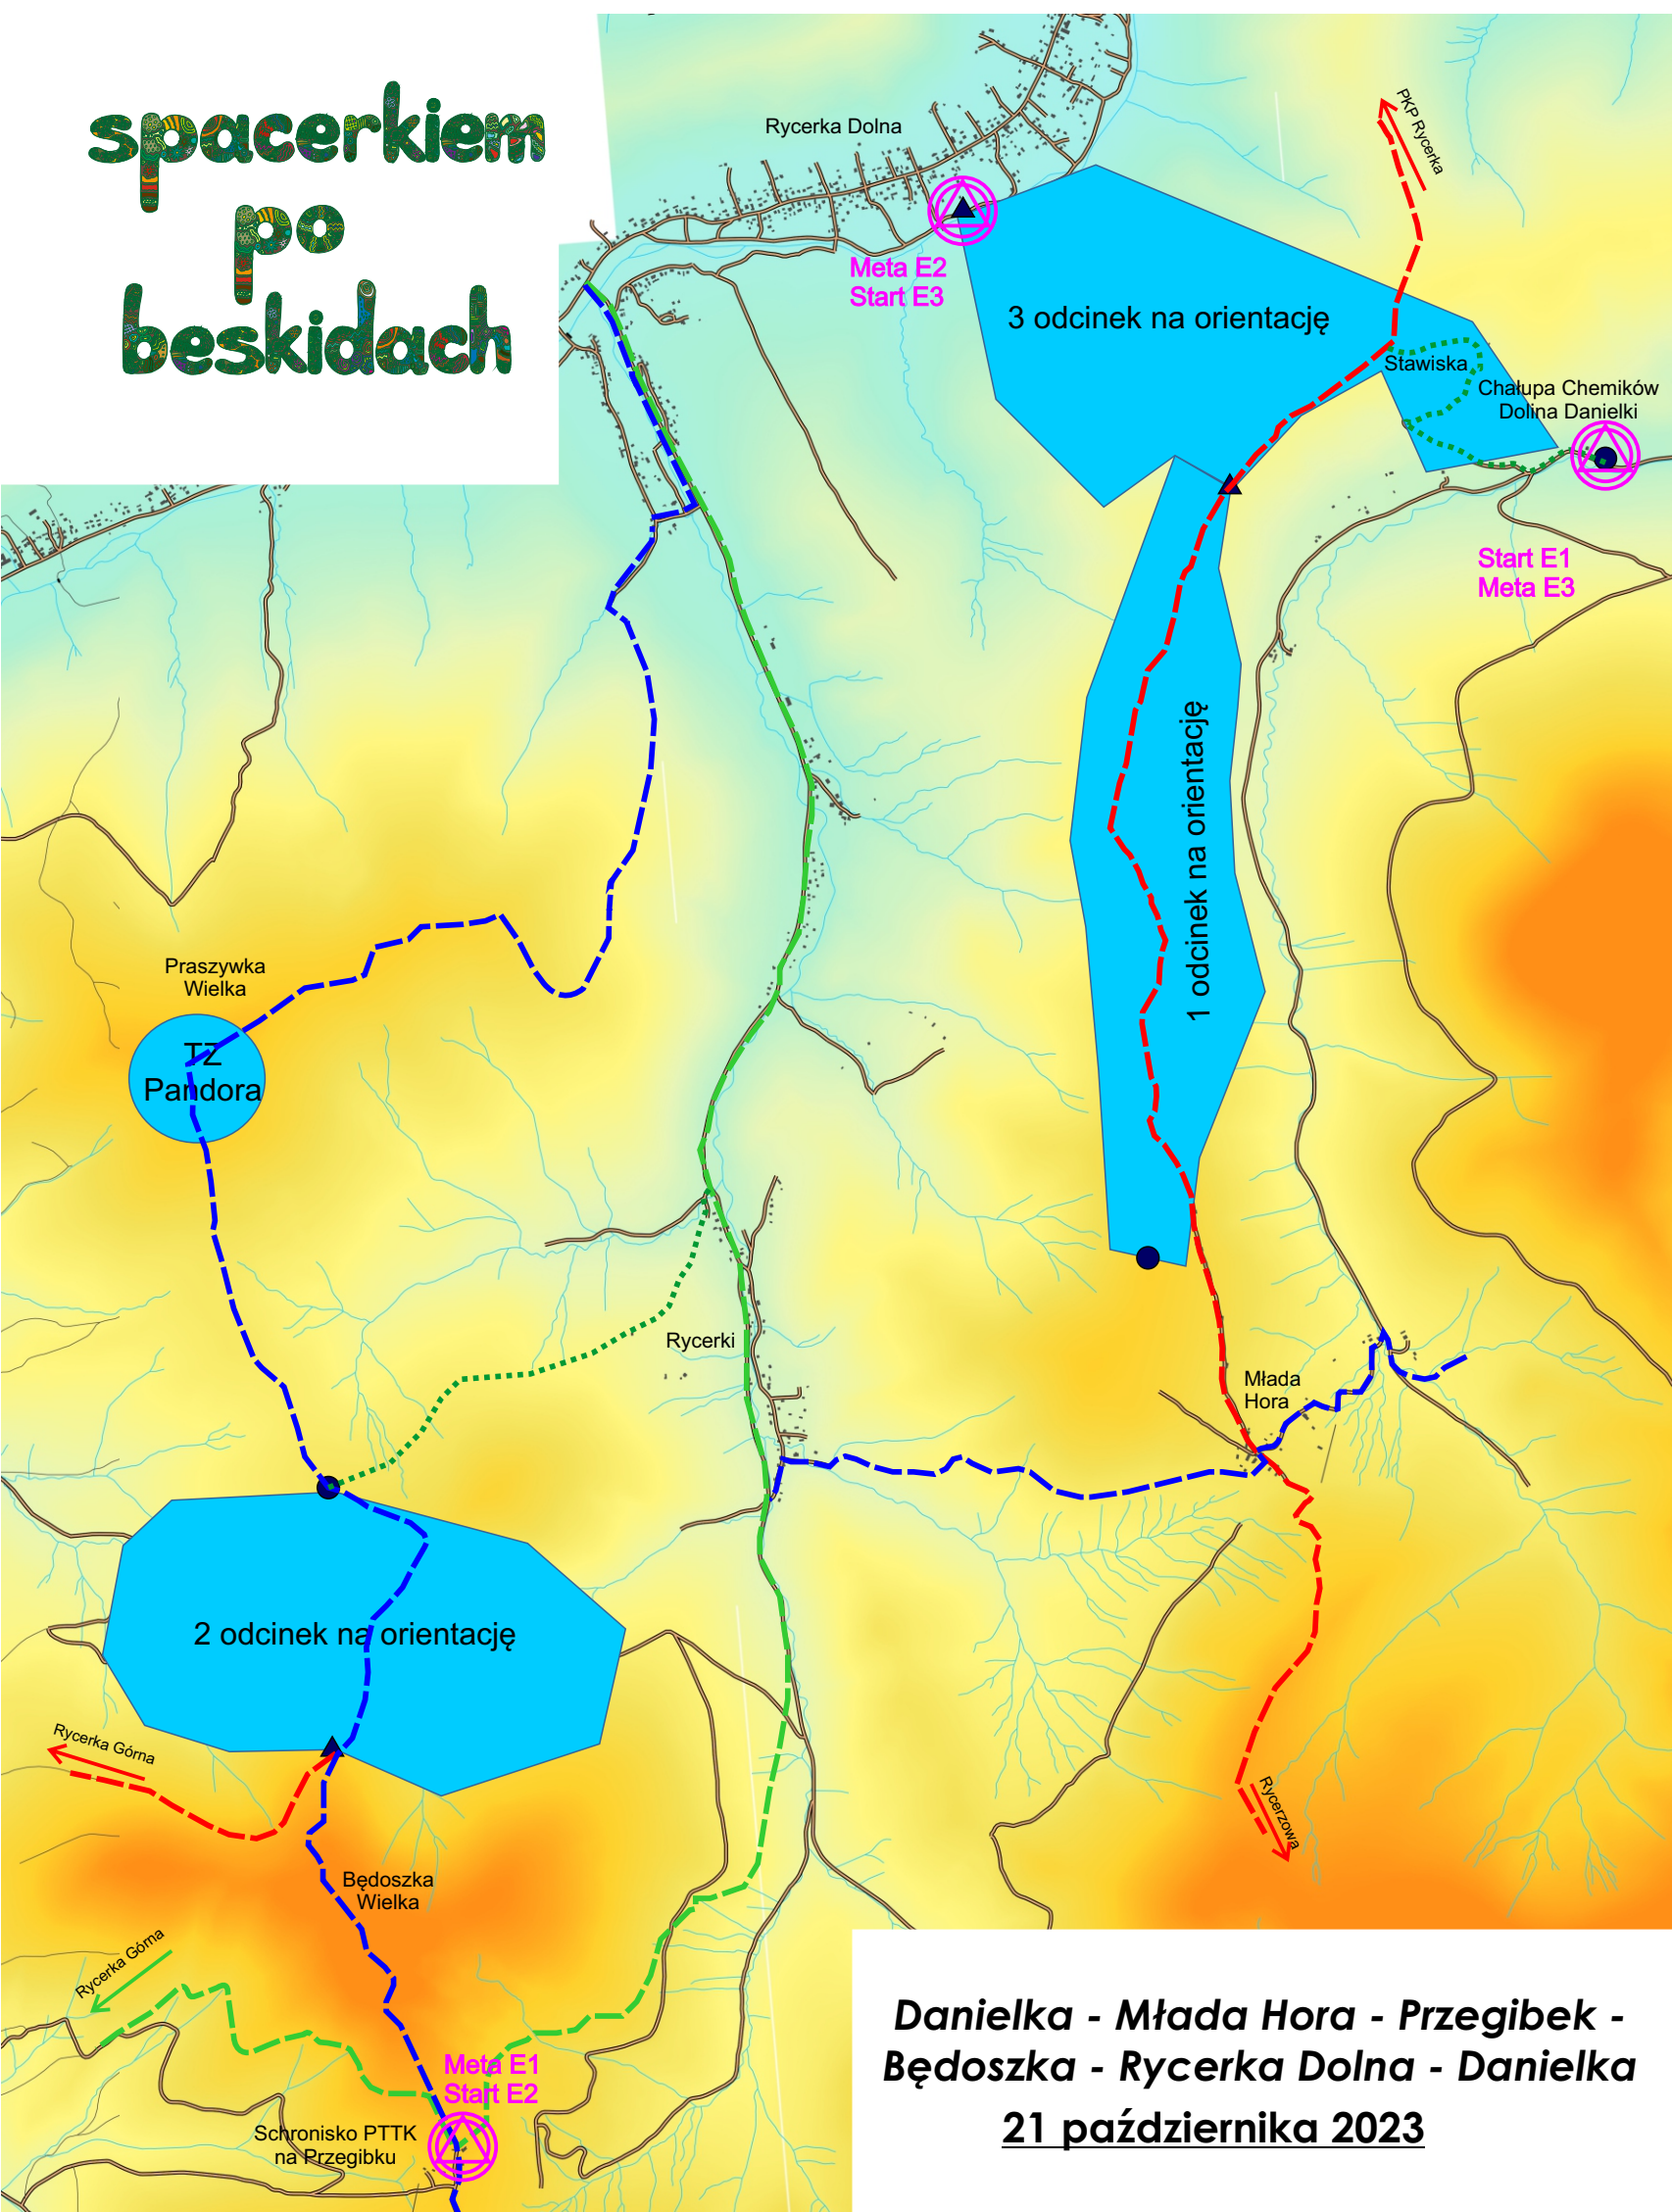 spacerkiem
po
beskidach
Rycerka Dolna
PKP Rycerka
Meta E2
Start E3
3 odcinek na orientację
Stawiska
Chałupa Chemików
Dolina Danielki
Start E1
Meta E3
1 odcinek na orientację
Praszywka
Wielka
TZ
Pandora
Rycerki
Młada
Hora
2 odcinek na orientację
Rycerka Górna
Rycerzowa
Będoszka
Wielka
Rycerka Górna
Meta E1
Start E2
Schronisko PTTK
na Przegibku
Danielka - Młada Hora - Przegibek -
Będoszka - Rycerka Dolna - Danielka
21 października 2023